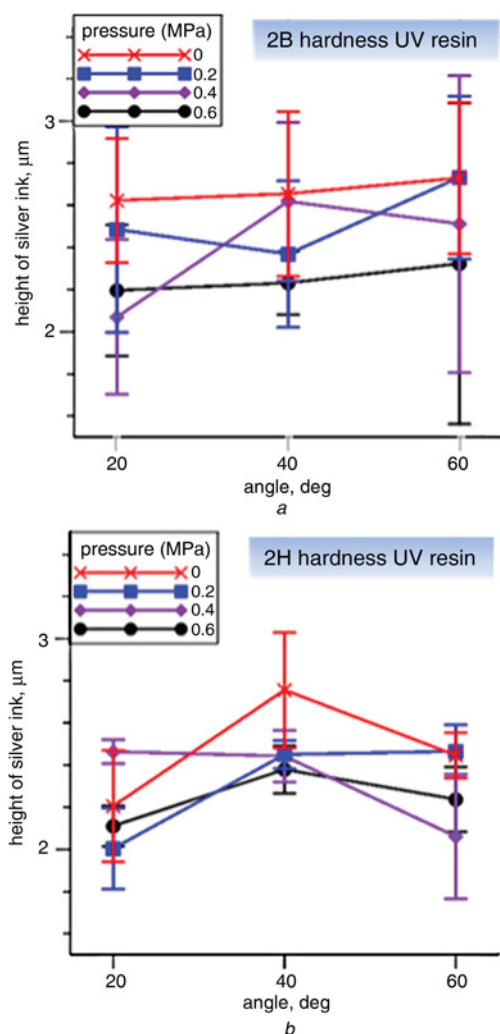 pressure (MPa)
0
0.2
0.4
0.6
2B hardness UV resin
3
2
height of silver ink, μm
20
40
60
angle, deg
a
pressure (MPa)
0
0.2
0.4
0.6
2H hardness UV resin
3
2
height of silver ink, μm
20
40
60
angle, deg
b